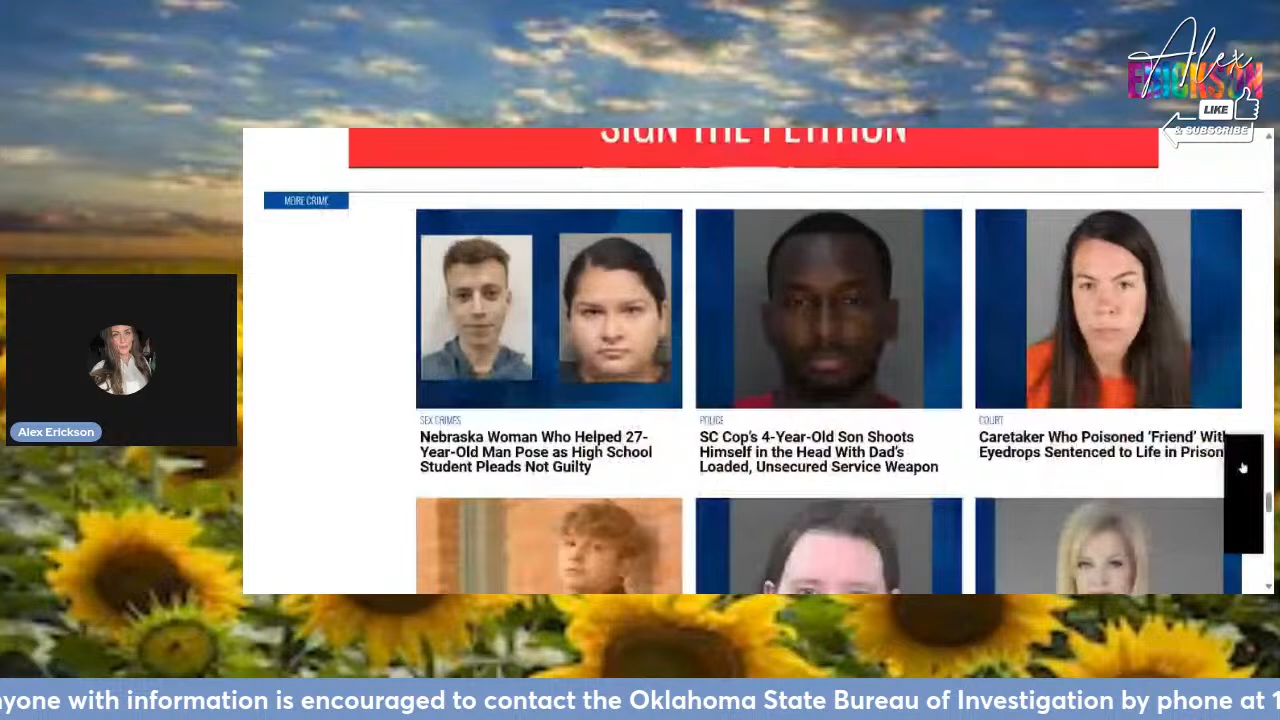 Alex
ERICKSON
LIKE
& SUBSCRIBE
SIGN THE PETITION
MORE CRIME
SEX CRIMES
Nebraska Woman Who Helped 27-
Year-Old Man Pose as High School
Student Pleads Not Guilty
POLICE
SC Cop's 4-Year-Old Son Shoots
Himself in the Head With Dad's
Loaded, Unsecured Service Weapon
COURT
Caretaker Who Poisoned 'Friend' With
Eyedrops Sentenced to Life in Prison
Alex Erickson
nyone with information is encouraged to contact the Oklahoma State Bureau of Investigation by phone at 1